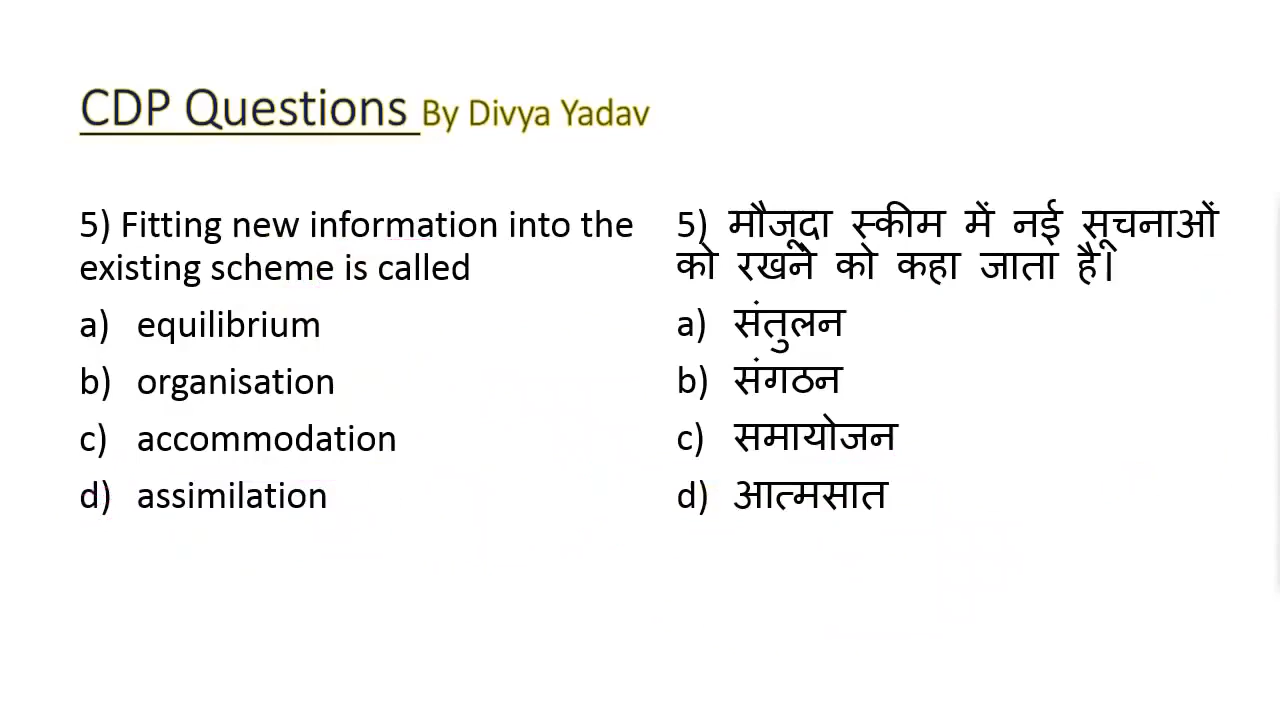 CDP Questions By Divya Yadav
5) Fitting new information into the
existing scheme is called
a) equilibrium
b) organisation
c) accommodation
d) assimilation
5) मौजूदा स्कीम में नई सूचनाओं
को रखने को कहा जाता है।
a) संतुलन
b) संगठन
c) समायोजन
d) आत्मसात